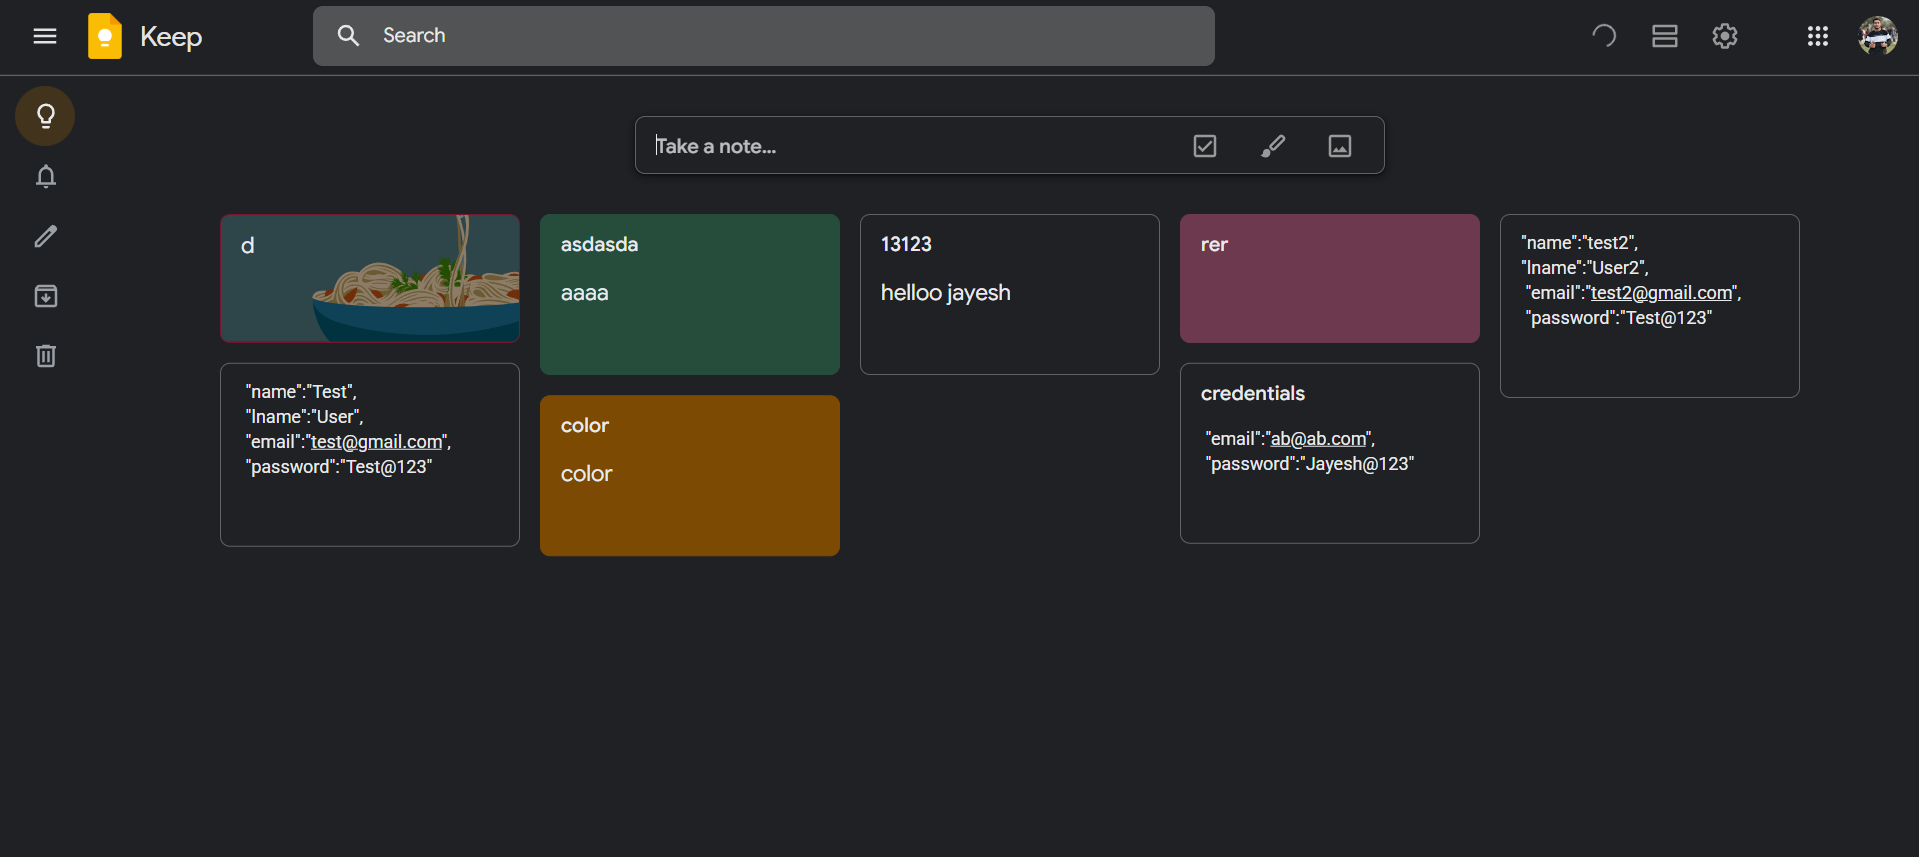 Keep
Search
Take a note...
d
asdasda
aaaa
13123
helloo jayesh
rer
"name":"test2",
"lname":"User2",
"email":"test2@gmail.com",
"password":"Test@123"
"name":"Test",
"lname":"User",
"email":"test@gmail.com",
"password":"Test@123"
color
color
credentials
"email":"ab@ab.com",
"password":"Jayesh@123"